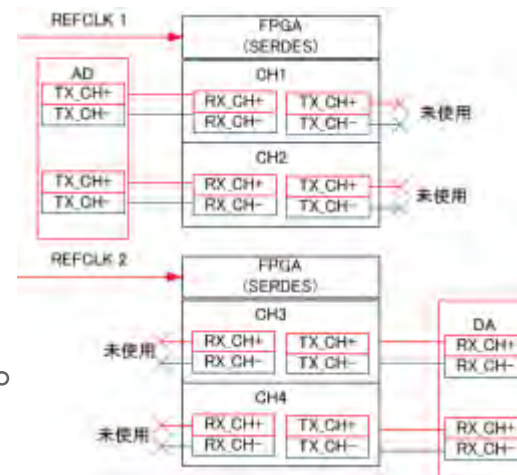 REFCLK 1
FPGA
(SERDES)
AD
TX_CH+
TX_CH-
TX_CH+
TX_CH-
CH1
RX_CH+ TX_CH+
RX_CH- TX_CH-
未使用
CH2
RX_CH+ TX_CH+
RX_CH- TX_CH-
未使用
REFCLK 2
FPGA
(SERDES)
CH3
未使用
RX_CH+ TX_CH+
RX_CH- TX_CH-
CH4
未使用
RX_CH+ TX_CH+
RX_CH- TX_CH-
DA
RX_CH+
RX_CH-
RX_CH+
RX_CH-